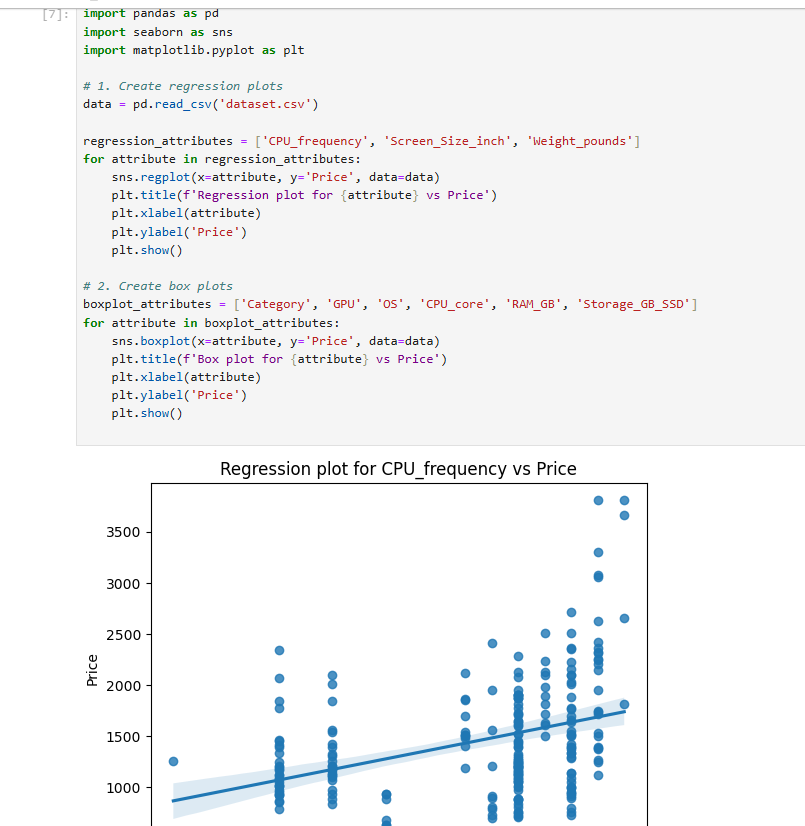 [7]: import pandas as pd
import seaborn as sns
import matplotlib.pyplot as plt
# 1. Create regression plots
data = pd.read_csv('dataset.csv')
regression_attributes = ['CPU_frequency', 'Screen_Size_inch', 'Weight_pounds']
for attribute in regression_attributes:
    sns.regplot(x=attribute, y='Price', data=data)
    plt.title(f'Regression plot for {attribute} vs Price')
    plt.xlabel(attribute)
    plt.ylabel('Price')
    plt.show()
# 2. Create box plots
boxplot_attributes = ['Category', 'GPU', 'OS', 'CPU_core', 'RAM_GB', 'Storage_GB_SSD']
for attribute in boxplot_attributes:
    sns.boxplot(x=attribute, y='Price', data=data)
    plt.title(f'Box plot for {attribute} vs Price')
    plt.xlabel(attribute)
    plt.ylabel('Price')
    plt.show()
Regression plot for CPU_frequency vs Price
3500
3000
2500
2000
1500
1000
Price